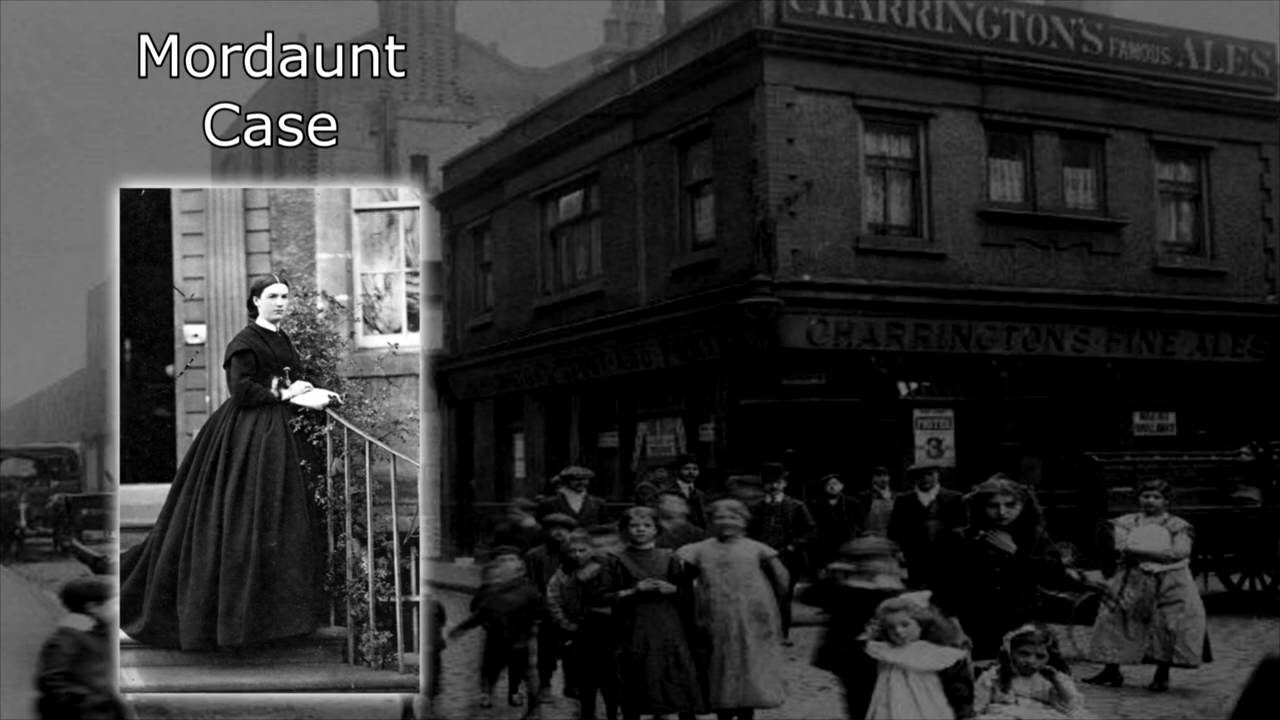 Mordaunt
Case
CHARRINGTON'S FAMOUS ALES
CHARRINGTON'S FINE ALES
3